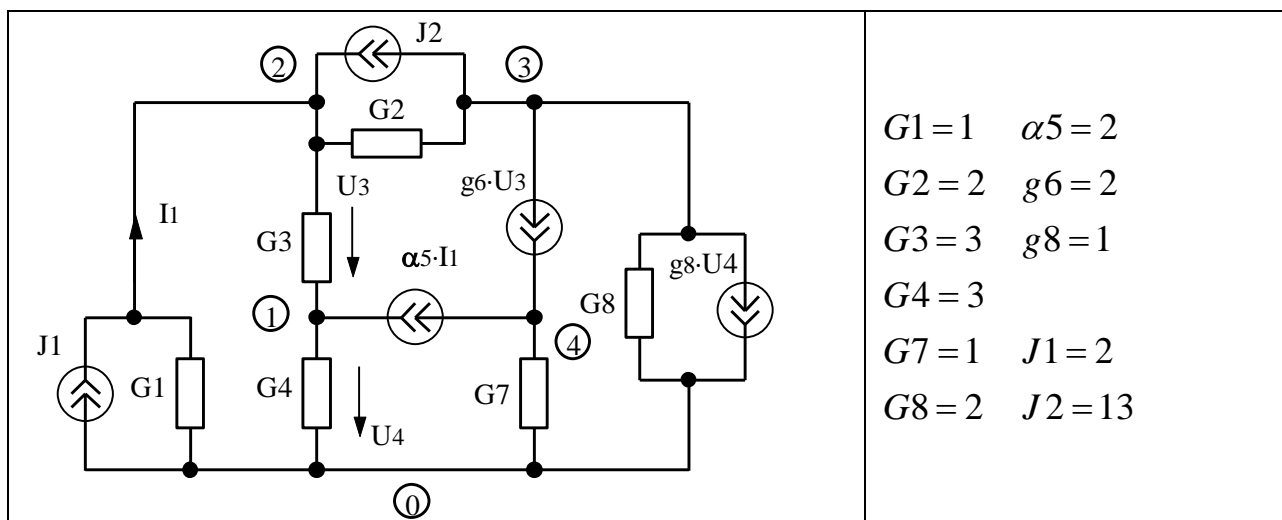 J2
2
3
G2
U3
g6·U3
I1
G3
α5·I1
g8·U4
G8
1
4
J1
G1
G4
G7
U4
0
G1=1 α5=2
G2=2 g6=2
G3=3 g8=1
G4=3
G7=1 J1=2
G8=2 J2=13